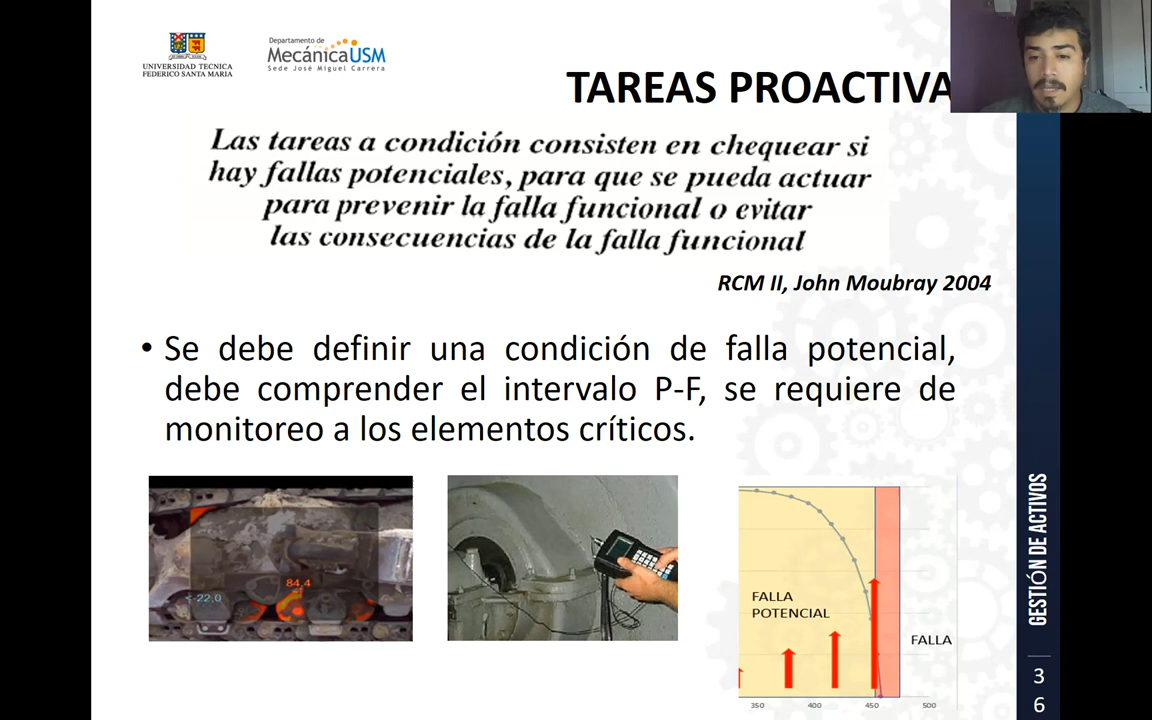 UNIVERSIDAD TECNICA
FEDERICO SANTA MARIA
Departamento de
MecánicaUSM
Sede José Miguel Carrera
TAREAS PROACTIVA
Las tareas a condición consisten en chequear si
hay fallas potenciales, para que se pueda actuar
para prevenir la falla funcional o evitar
las consecuencias de la falla funcional
RCM II, John Moubray 2004
• Se debe definir una condición de falla potencial,
debe comprender el intervalo P-F, se requiere de
monitoreo a los elementos críticos.
84,4
<-22,0
FALLA
POTENCIAL
FALLA
350 400 450 500
GESTIÓN DE ACTIVOS
3
6